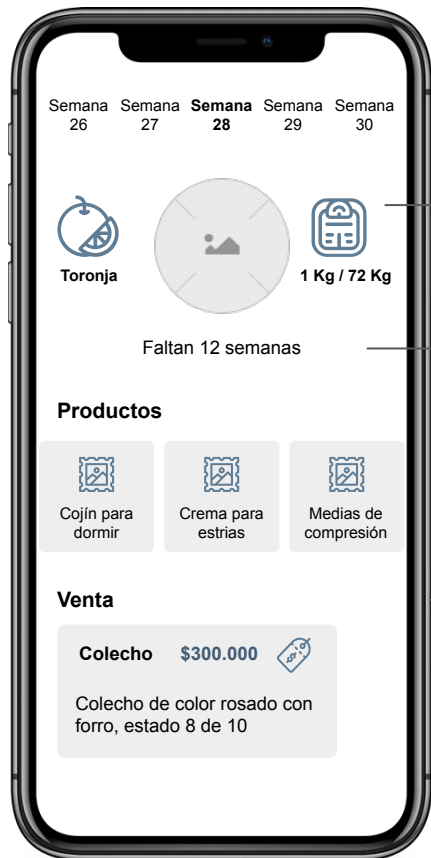 Semana Semana Semana Semana Semana
26 27 28 29 30
Toronja
1 Kg / 72 Kg
Faltan 12 semanas
Productos
Cojín para
dormir
Crema para
estrias
Medias de
compresión
Venta
Colecho $300.000
Colecho de color rosado con
forro, estado 8 de 10